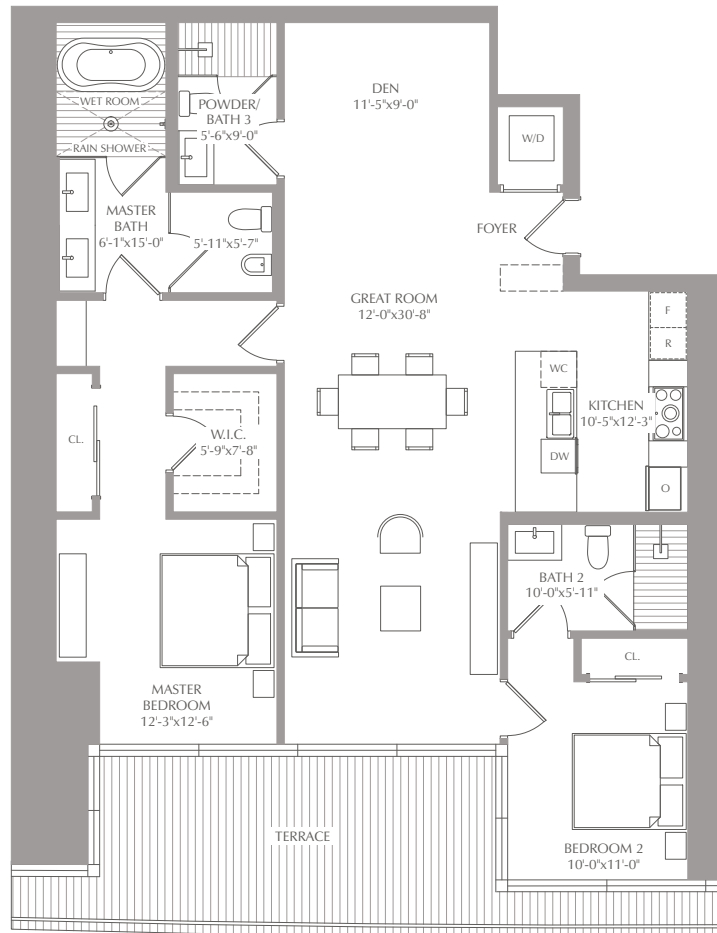 WET ROOM
RAIN SHOWER
POWDER/
BATH 3
5'-6"x9'-0"
DEN
11'-5"x9'-0"
W/D
MASTER
BATH
6'-1"x15'-0"
5'-11"x5'-7"
FOYER
GREAT ROOM
12'-0"x30'-8"
F
R
WC
KITCHEN
10'-5"x12'-3"
DW
O
CL.
W.I.C.
5'-9"x7'-8"
BATH 2
10'-0"x5'-11"
CL.
MASTER
BEDROOM
12'-3"x12'-6"
TERRACE
BEDROOM 2
10'-0"x11'-0"